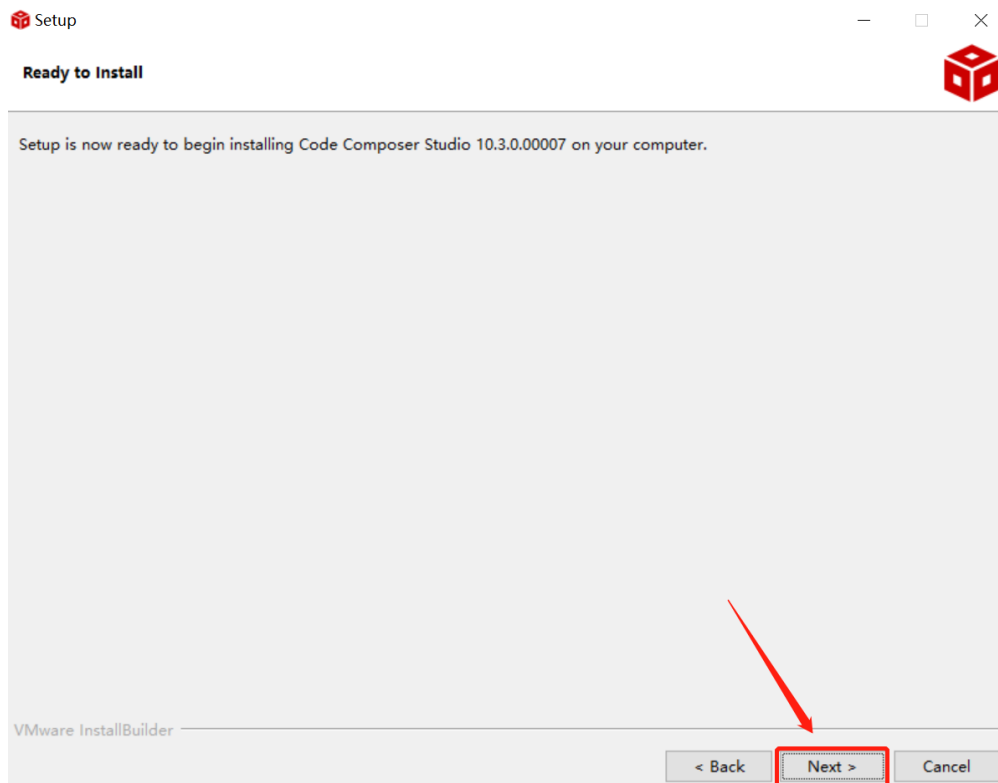 Setup
Ready to Install
Setup is now ready to begin installing Code Composer Studio 10.3.0.00007 on your computer.
VMware InstallBuilder
< Back
Next >
Cancel